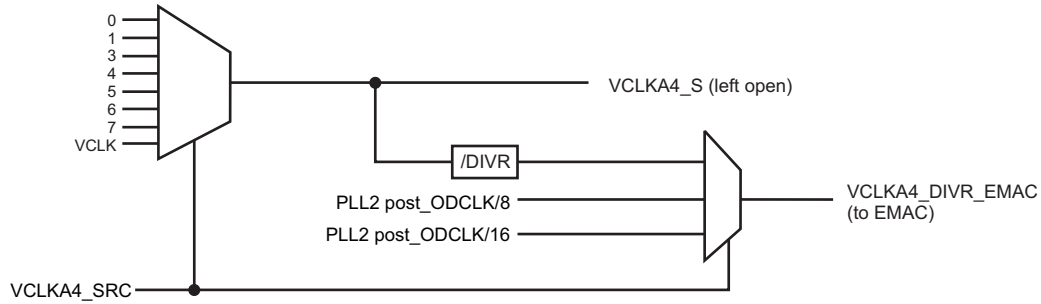 0
1
3
4
5
6
7
VCLK
VCLKA4_S (left open)
/DIVR
PLL2 post_ODCLK/8
PLL2 post_ODCLK/16
VCLKA4_DIVR_EMAC
(to EMAC)
VCLKA4_SRC